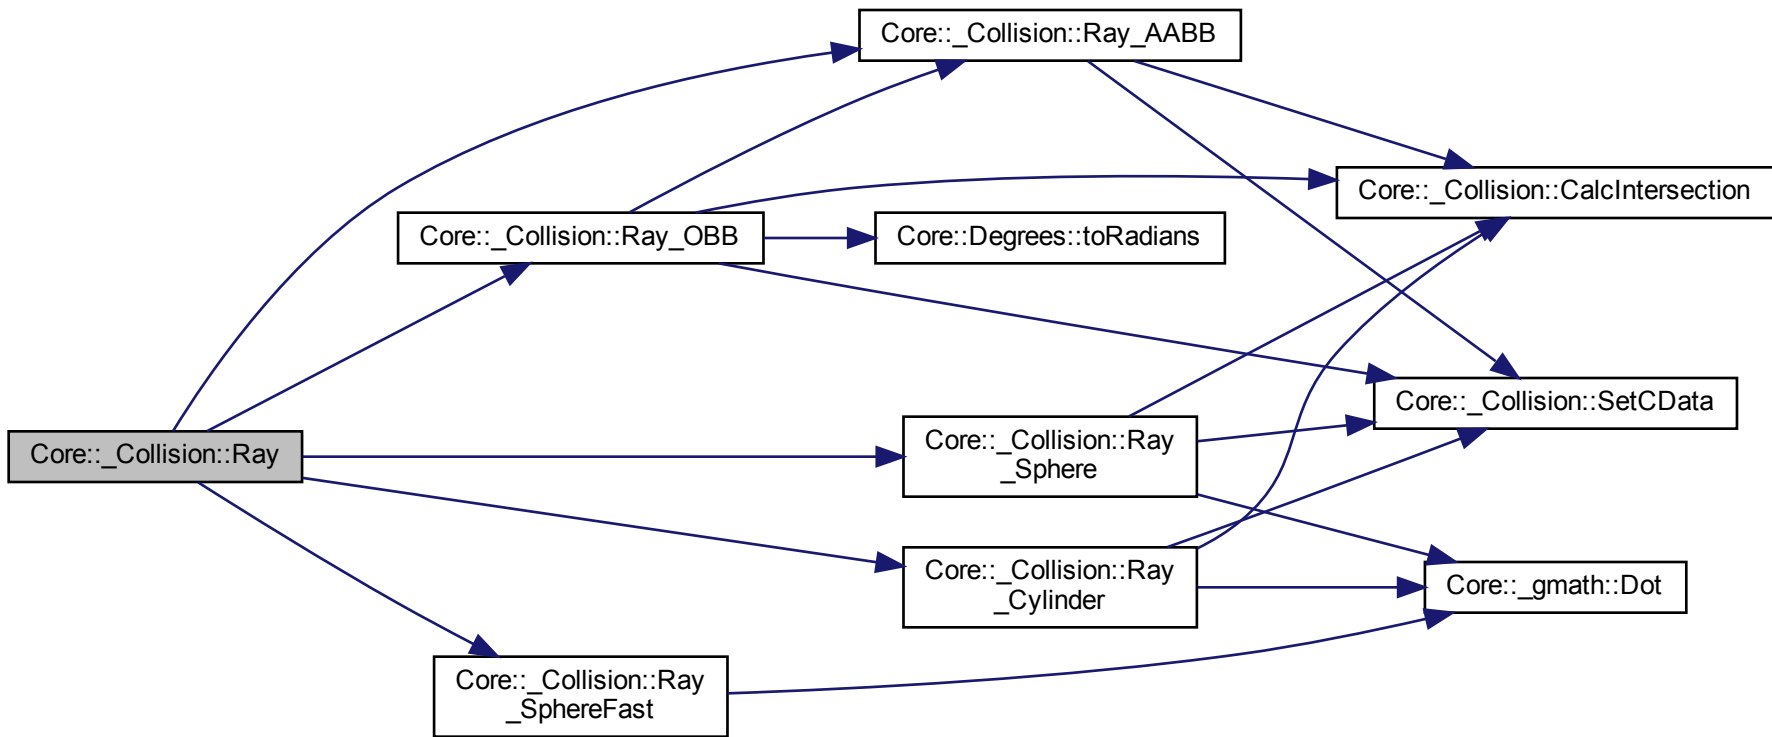 Core::_Collision::Ray_AABB
Core::_Collision::CalcIntersection
Core::_Collision::Ray_OBB
Core::Degrees::toRadians
Core::_Collision::SetCData
Core::_Collision::Ray
Core::_Collision::Ray
_Sphere
Core::_Collision::Ray
_Cylinder
Core::_gmath::Dot
Core::_Collision::Ray
_SphereFast